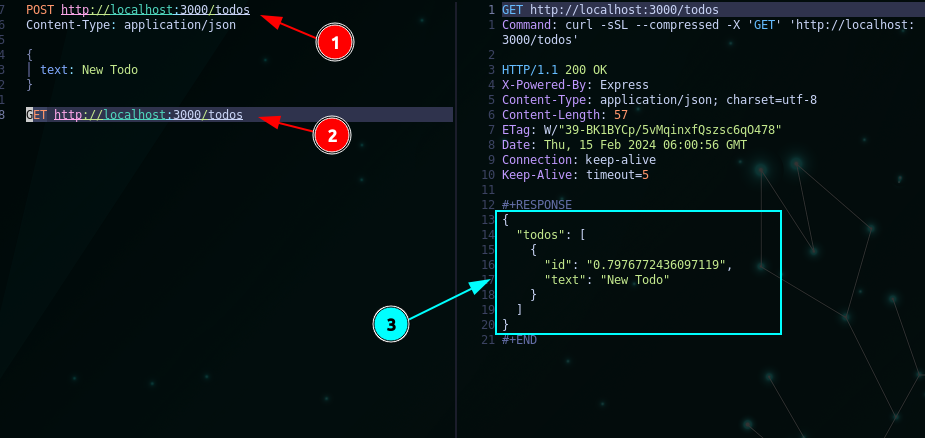 7 POST http://localhost:3000/todos
6 Content-Type: application/json
5
4 {
3 | text: New Todo
2 }
1
8 GET http://localhost:3000/todos
1
2
3
1 GET http://localhost:3000/todos
1 Command: curl -sSL --compressed -X 'GET' 'http://localhost:
3000/todos'
2
3 HTTP/1.1 200 OK
4 X-Powered-By: Express
5 Content-Type: application/json; charset=utf-8
6 Content-Length: 57
7 ETag: W/"39-BK1BYCp/5vMqinxfQszsc6qO478"
8 Date: Thu, 15 Feb 2024 06:00:56 GMT
9 Connection: keep-alive
10 Keep-Alive: timeout=5
11
12 #+RESPONSE
13 {
14 "todos": [
15 {
16 "id": "0.7976772436097119",
17 "text": "New Todo"
18 }
19 ]
20 }
21 #+END